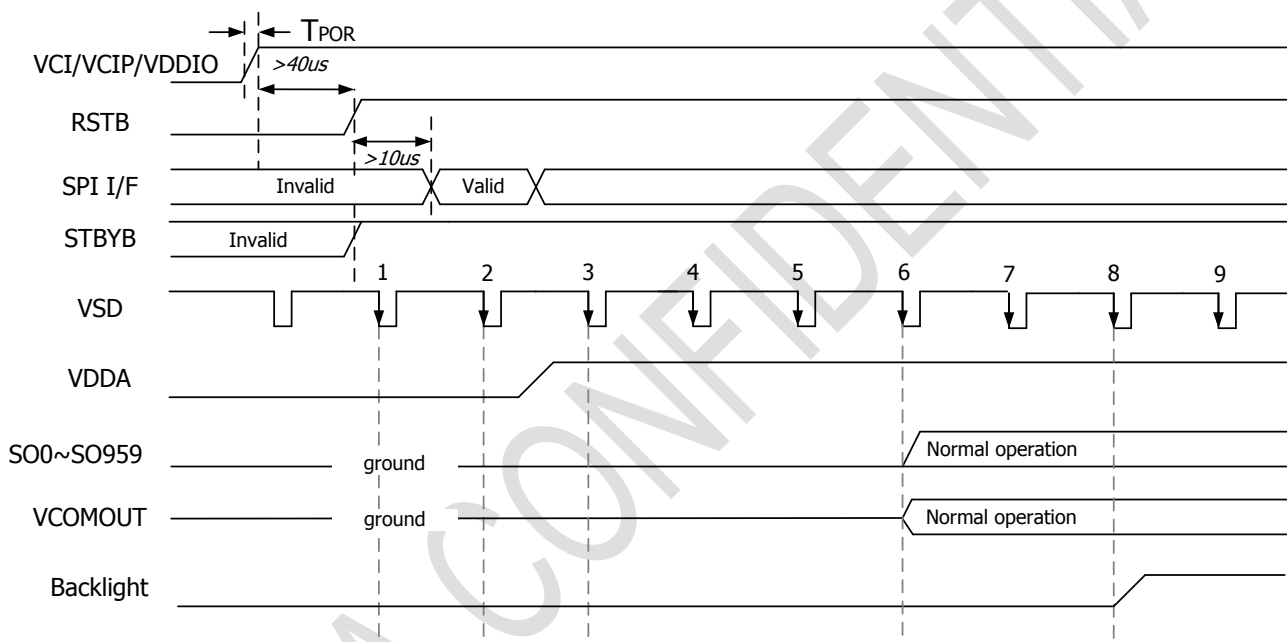 TPOR
VCI/VCIP/VDDIO
>40us
RSTB
>10us
SPI I/F
Invalid
Valid
STBYB
Invalid
1 2 3 4 5 6 7 8 9
VSD
VDDA
SO0~SO959
ground
Normal operation
VCOMOUT
ground
Normal operation
Backlight
CONFIDENTIA